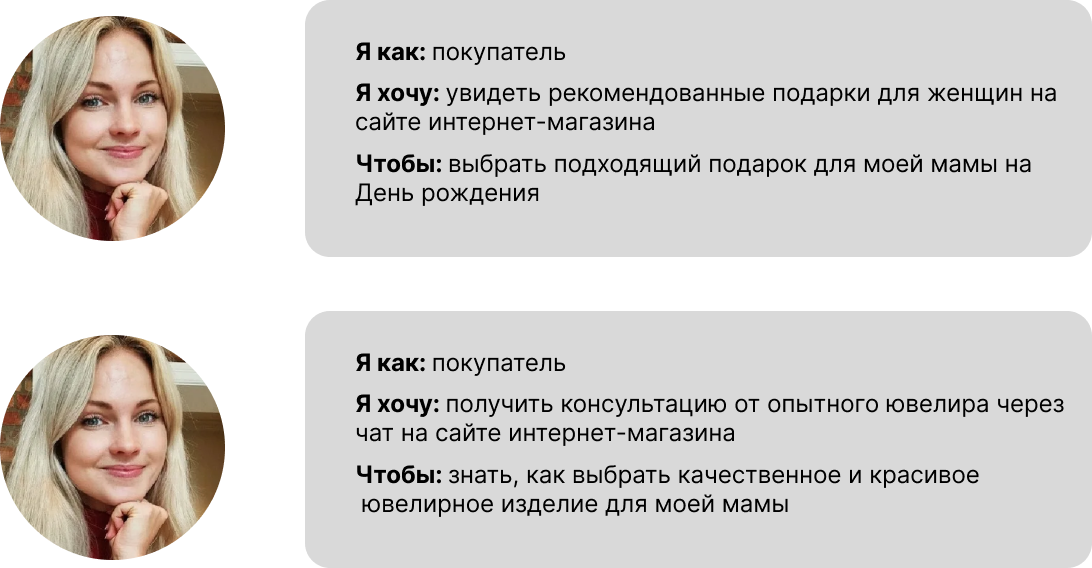 Я как: покупатель
Я хочу: увидеть рекомендованные подарки для женщин на
сайте интернет-магазина
Чтобы: выбрать подходящий подарок для моей мамы на
День рождения
Я как: покупатель
Я хочу: получить консультацию от опытного ювелира через
чат на сайте интернет-магазина
Чтобы: знать, как выбрать качественное и красивое
ювелирное изделие для моей мамы